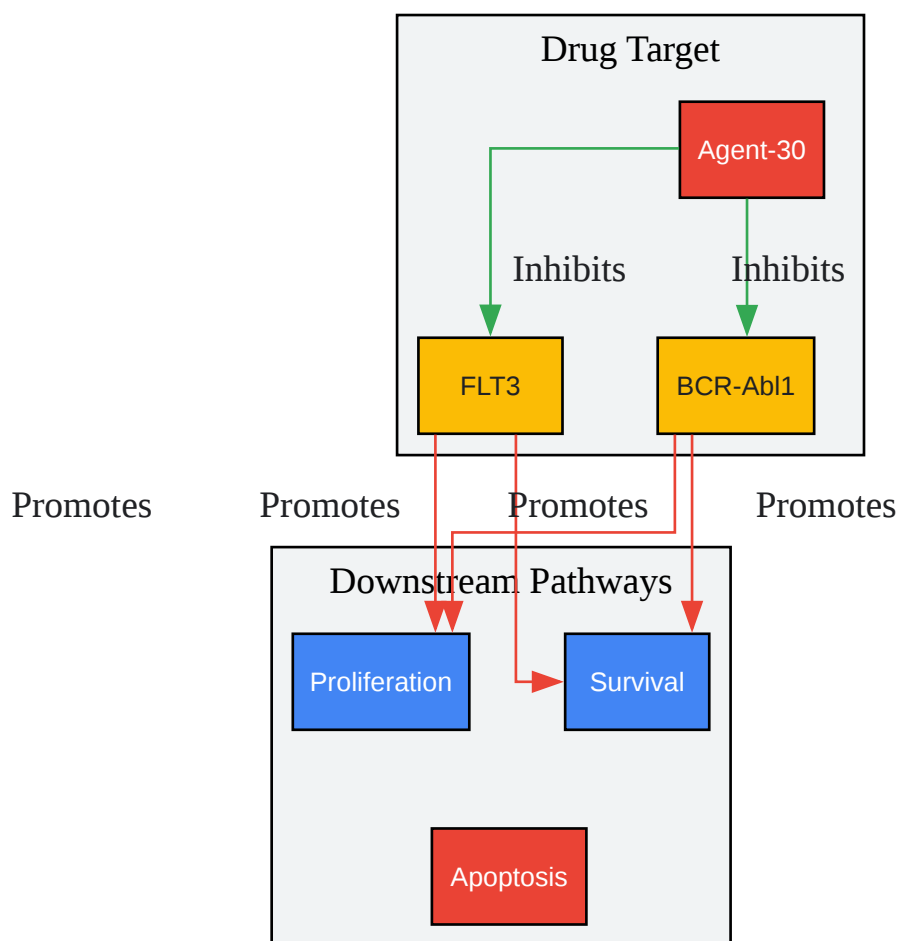 Drug Target
Agent-30
Inhibits
Inhibits
FLT3
BCR-Abl1
Promotes
Promotes
Promotes
Promotes
Downstream Pathways
Proliferation
Survival
Apoptosis